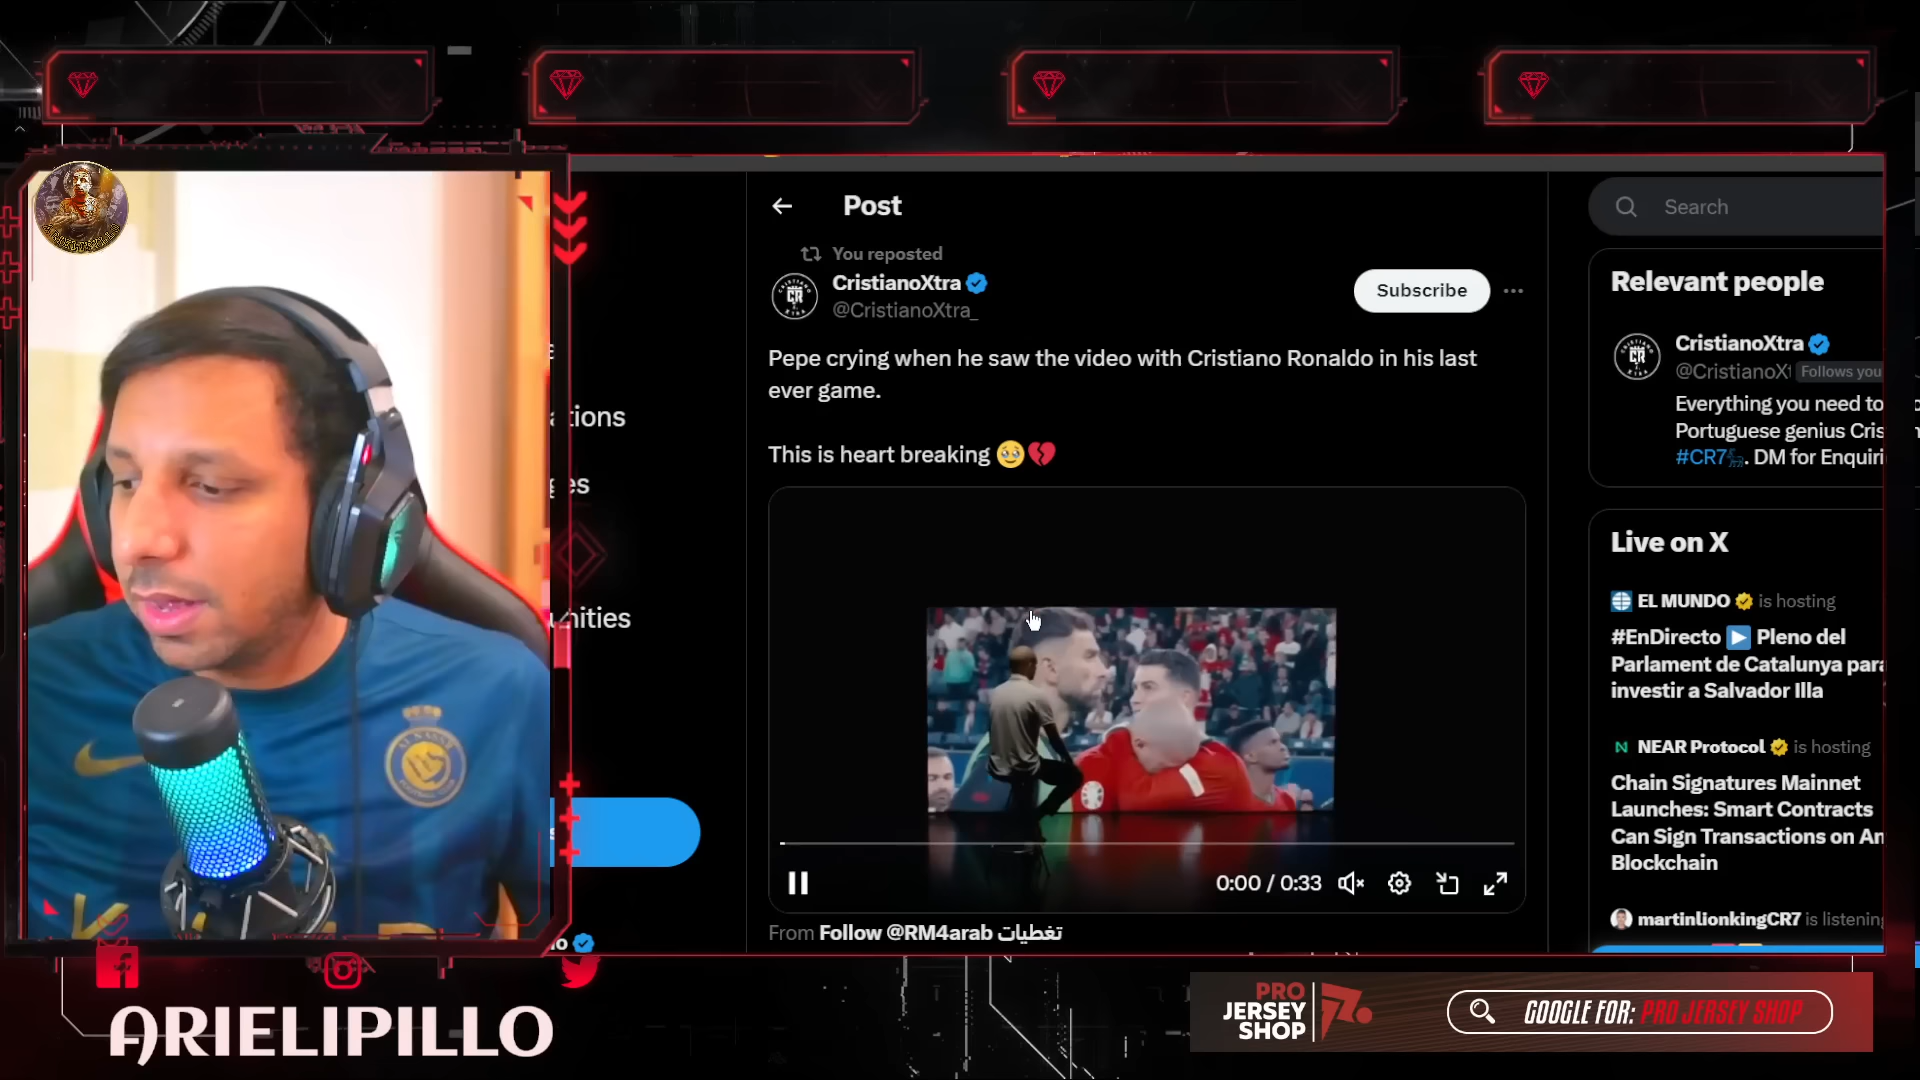 Post
Search
You reposted
CristianoXtra
@CristianoXtra_
Subscribe
Pepe crying when he saw the video with Cristiano Ronaldo in his last
ever game.
This is heart breaking 🥹💔
0:00 / 0:33
From Follow @RM4arab تغطيات
Relevant people
CristianoXtra
@CristianoX
Follows you
Everything you need to
Portuguese genius Cris
#CR7🐐. DM for Enquiri
Live on X
EL MUNDO is hosting
#EnDirecto ▶️ Pleno del
Parlament de Catalunya para
investir a Salvador Illa
NEAR Protocol is hosting
Chain Signatures Mainnet
Launches: Smart Contracts
Can Sign Transactions on An
Blockchain
martinlionkingCR7 is listening
ARIELIPILLO
PRO
JERSEY
SHOP
GOOGLE FOR: PRO JERSEY SHOP